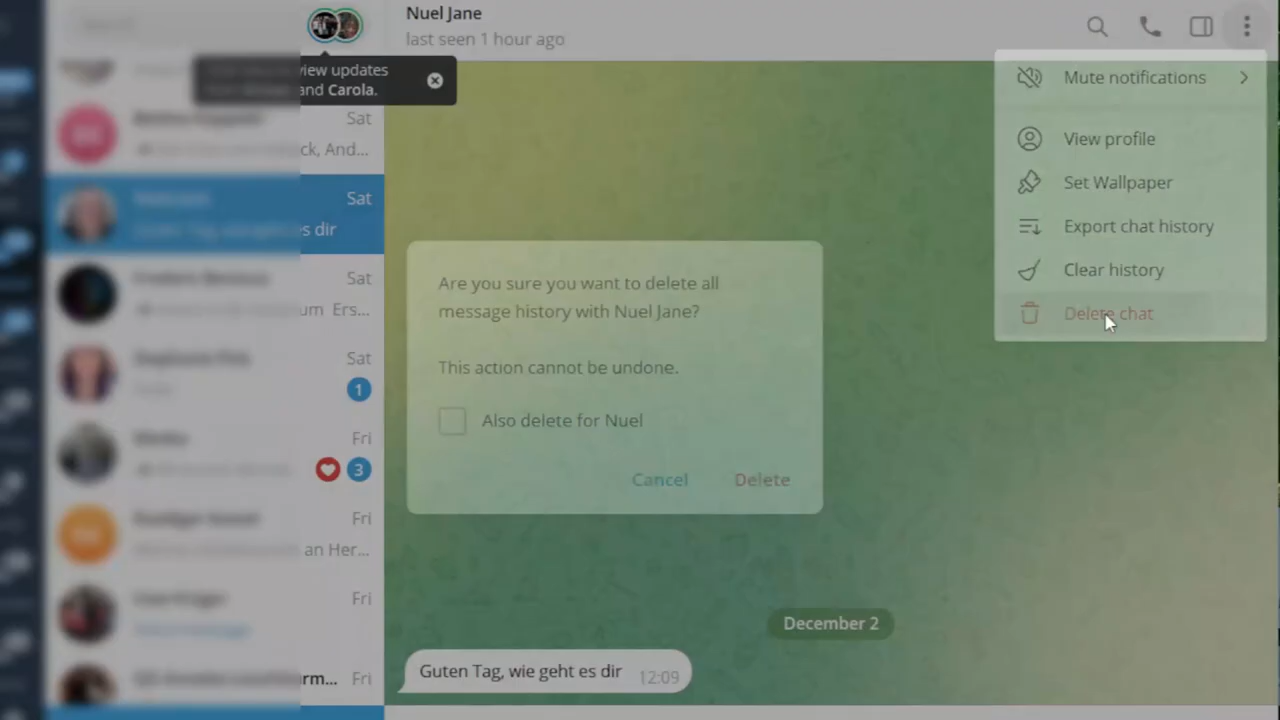 Nuel Jane
last seen 1 hour ago
view updates
and Carola.
Sat
ck, And...
Sat
s dir
Sat
um Ers...
Sat
1
Fri
3
Fri
an Her...
Fri
rm... Fri
Mute notifications
View profile
Set Wallpaper
Export chat history
Clear history
Delete chat
Are you sure you want to delete all
message history with Nuel Jane?
This action cannot be undone.
Also delete for Nuel
Cancel Delete
December 2
Guten Tag, wie geht es dir 12:09